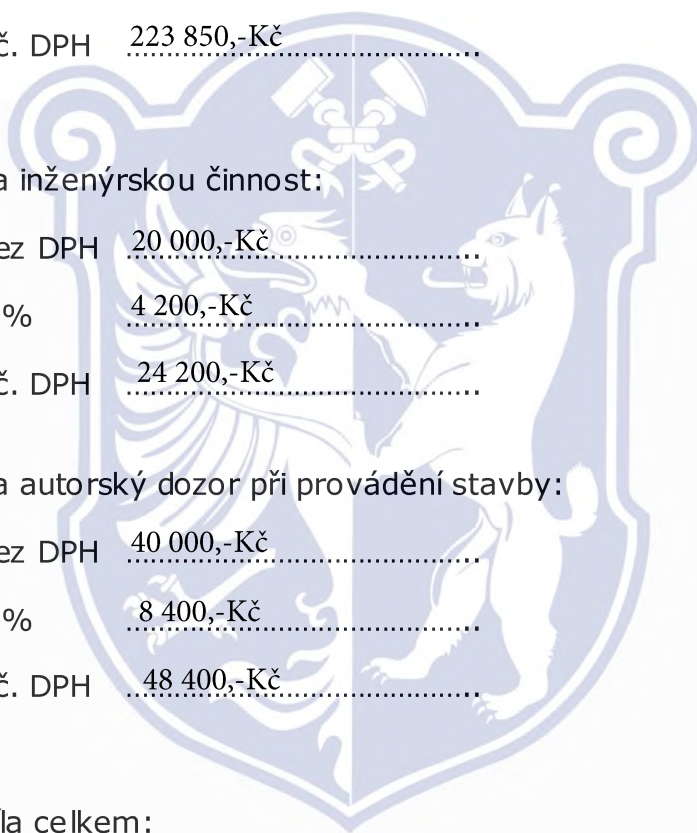 č. DPH 223 850,-Kč
a inženýrskou činnost:
ez DPH 20 000,-Kč
% 4 200,-Kč
č. DPH 24 200,-Kč
a autorský dozor při provádění stavby:
ez DPH 40 000,-Kč
% 8 400,-Kč
č. DPH 48 400,-Kč
la celkem: